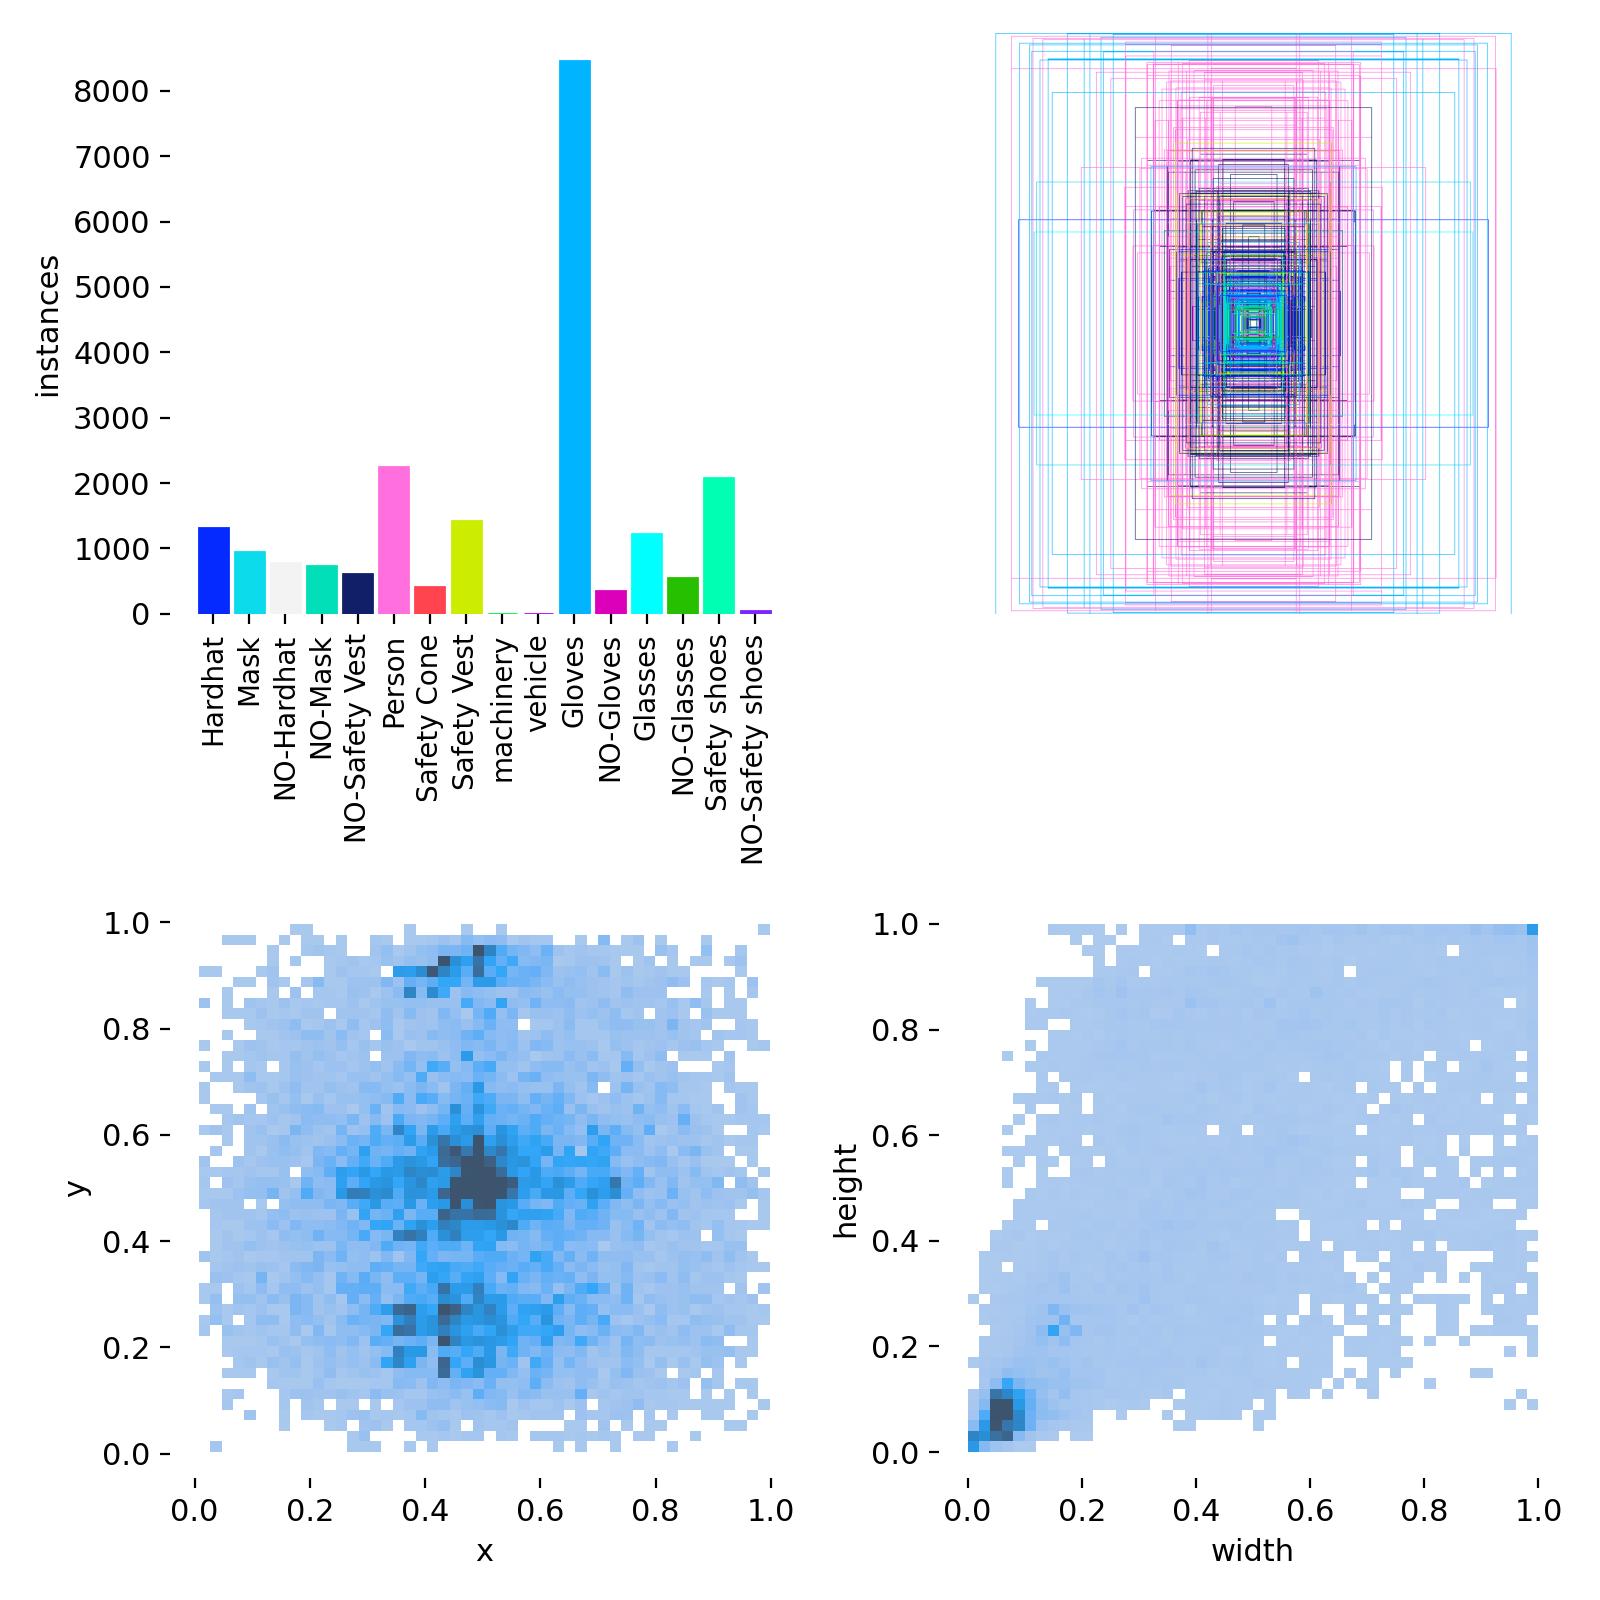 8000
7000
6000
5000
4000
3000
2000
1000
0
instances
Hardhat
Mask
NO-Hardhat
NO-Mask
NO-Safety Vest
Person
Safety Cone
Safety Vest
machinery
vehicle
Gloves
NO-Gloves
Glasses
NO-Glasses
Safety shoes
NO-Safety shoes
1.0
0.8
0.6
0.4
0.2
0.0
y
0.0 0.2 0.4 0.6 0.8 1.0
x
1.0
0.8
0.6
0.4
0.2
0.0
height
0.0 0.2 0.4 0.6 0.8 1.0
width